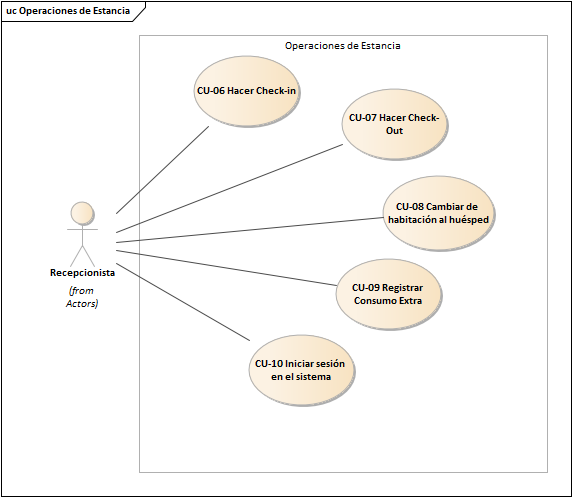 uc Operaciones de Estancia
Operaciones de Estancia
CU-06 Hacer Check-in
CU-07 Hacer Check-
Out
CU-08 Cambiar de
habitación al huésped
Recepcionista
(from
Actors)
CU-09 Registrar
Consumo Extra
CU-10 Iniciar sesión
en el sistema